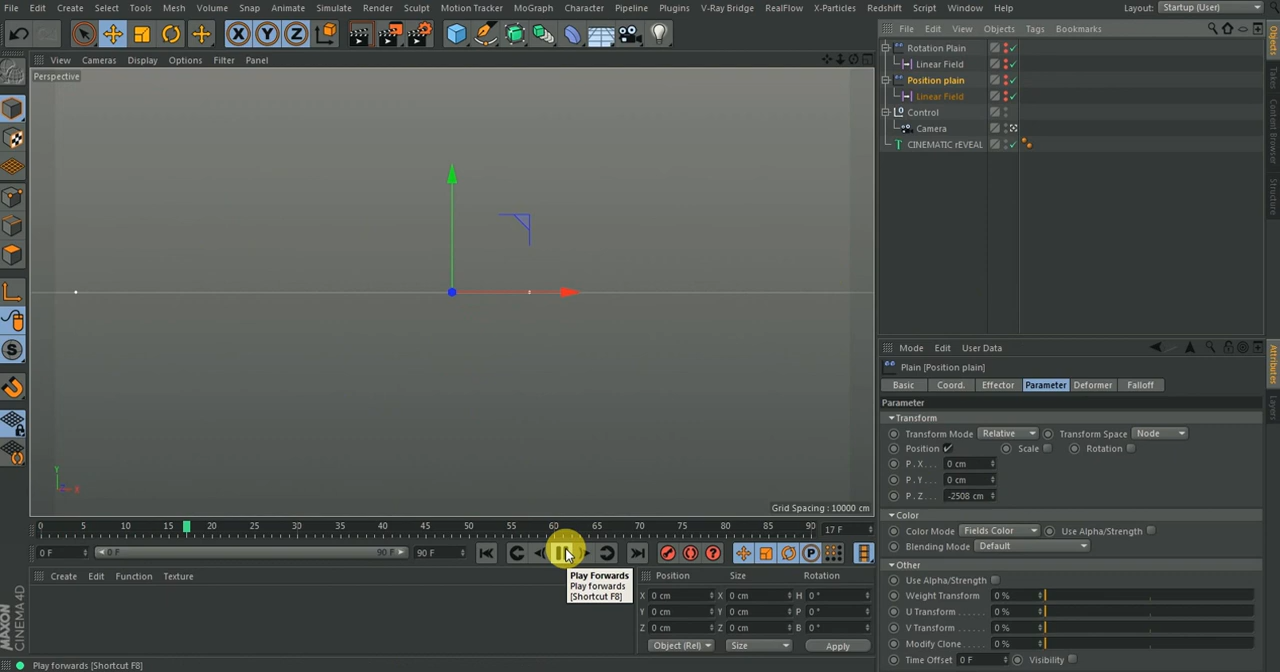 File Edit Create Select Tools Mesh Volume Snap Animate Simulate Render Sculpt Motion Tracker MoGraph Character Pipeline Plugins V-Ray Bridge RealFlow X-Particles Redshift Script Window Help Layout: Startup (User)
X Y Z
View Cameras Display Options Filter Panel
Perspective
File Edit View Objects Tags Bookmarks
Rotation Plain
Linear Field
Position plain
Linear Field
Control
Camera
CINEMATIC rEVEAL
Objects
Takes
Content Browser
Structure
Y
X
Grid Spacing : 10000 cm
0 5 10 15 20 25 30 35 40 45 50 55 60 65 70 75 80 85 90 17 F
0 F 0 F 90 F 90 F
P
Play Forwards
Play forwards
[Shortcut F8]
Create Edit Function Texture
Position Size Rotation
X 0 cm X 0 cm H 0 °
Y 0 cm Y 0 cm P 0 °
Z 0 cm Z 0 cm B 0 °
Object (Rel) Size Apply
Mode Edit User Data
Plain [Position plain]
Basic Coord. Effector Parameter Deformer Falloff
Parameter
Transform
Transform Mode Relative Transform Space Node
Position Scale Rotation
P . X . . . 0 cm
P . Y . . . 0 cm
P . Z . . . -2508 cm
Color
Color Mode Fields Color Use Alpha/Strength
Blending Mode Default
Other
Use Alpha/Strength
Weight Transform 0 %
U Transform . . . . . 0 %
V Transform . . . . . 0 %
Modify Clone . . . . 0 %
Time Offset 0 F Visibility
Attributes
Layers
MAXON
CINEMA4D
Play forwards [Shortcut F8]